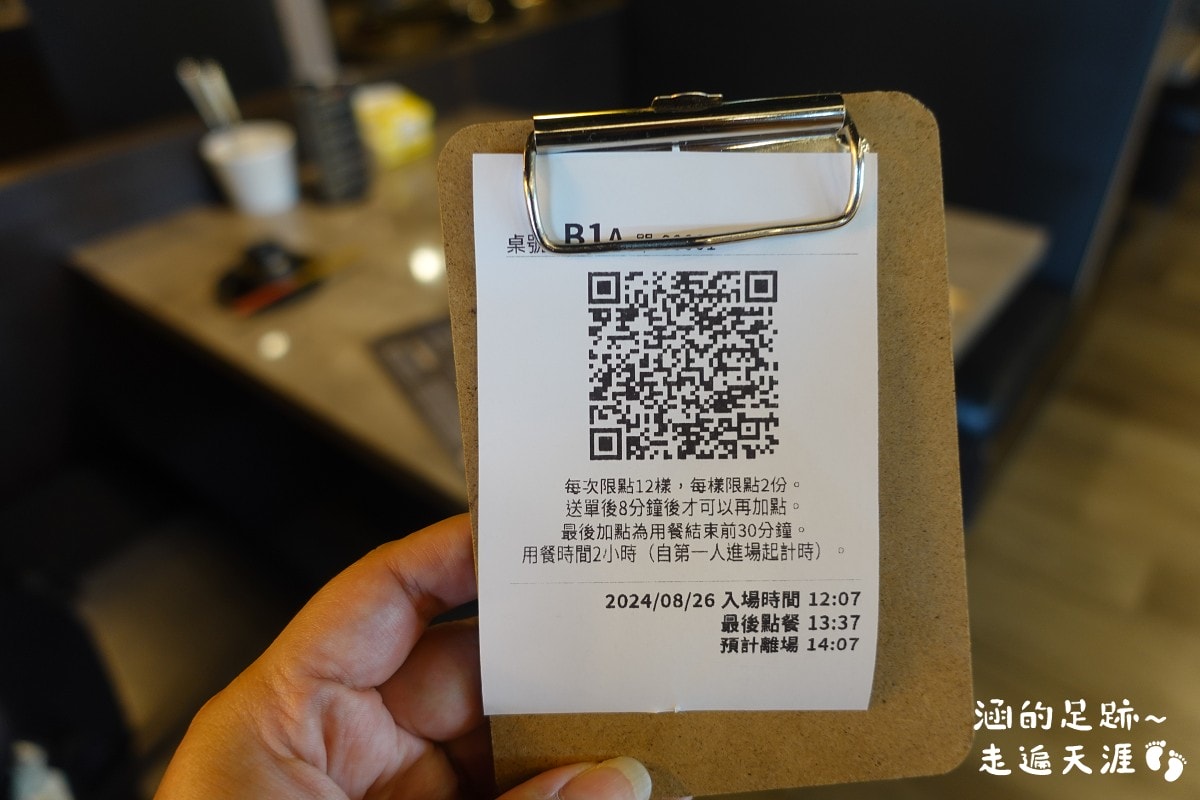 桌號 B1A
每次限點12樣，每樣限點2份。
送單後8分鐘後才可以再加點。
最後加點為用餐結束前30分鐘。
用餐時間2小時（自第一人進場起計時）。
2024/08/26 入場時間 12:07
最後點餐 13:37
預計離場 14:07
涵的足跡~
走遍天涯